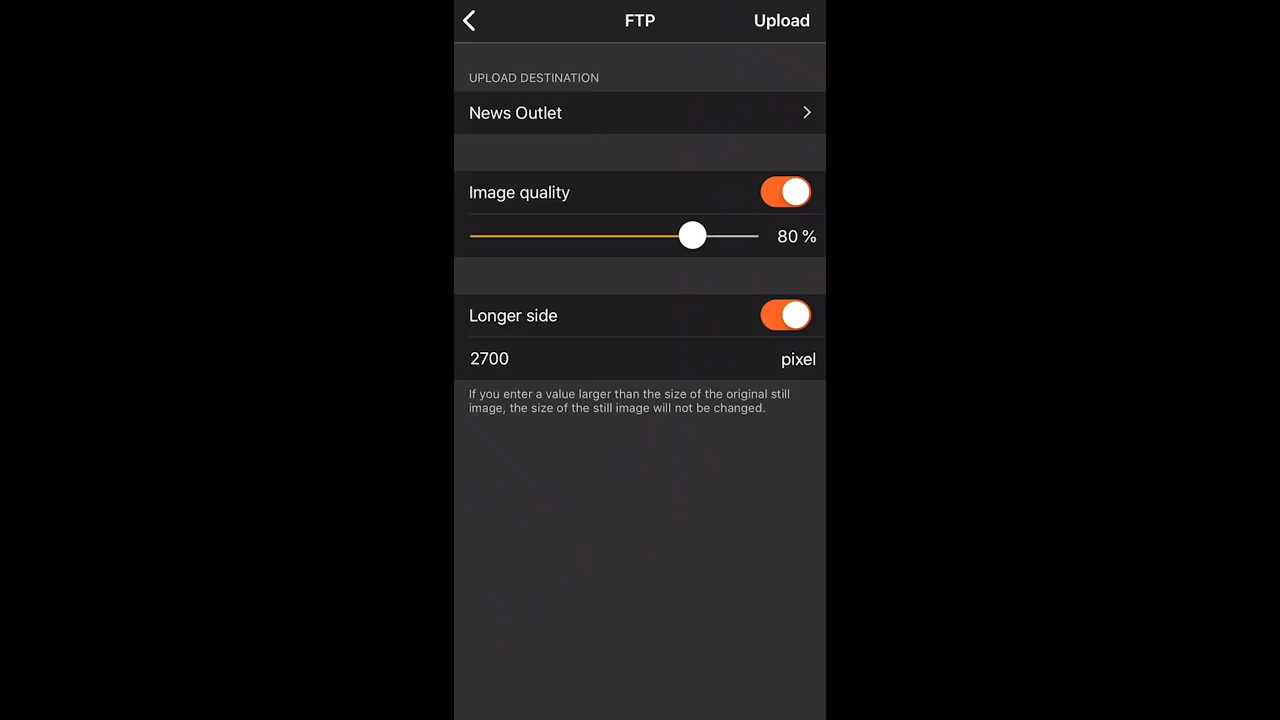 FTP
Upload
UPLOAD DESTINATION
News Outlet
Image quality
80 %
Longer side
2700 pixel
If you enter a value larger than the size of the original still
image, the size of the still image will not be changed.